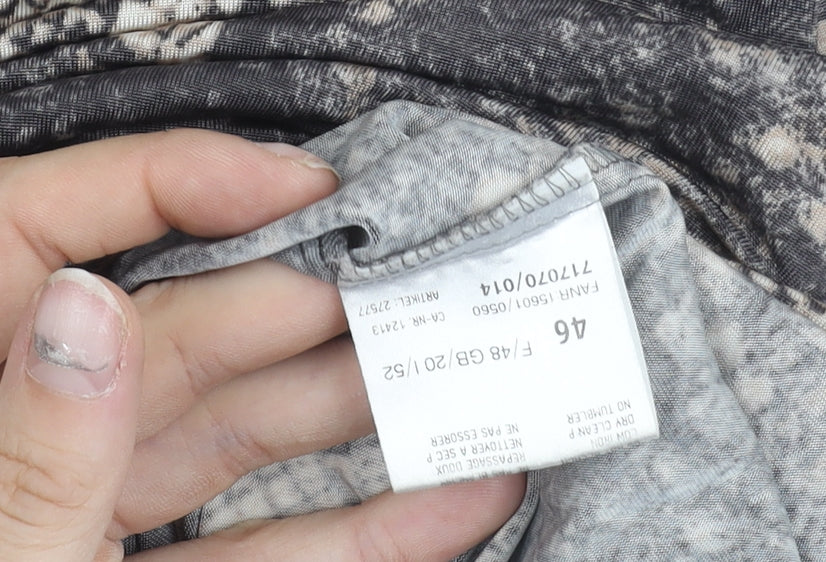 717070/014
FANR 15601/0560
CA-NR. 12413
ARTIKEL: 27577
46
F/48 GB/20 I/52
NO TUMBLER
DRY CLEAN P
LOW IRON
NE PAS ESSORER
NETTOYER A SEC P
REPASSAGE DOUX